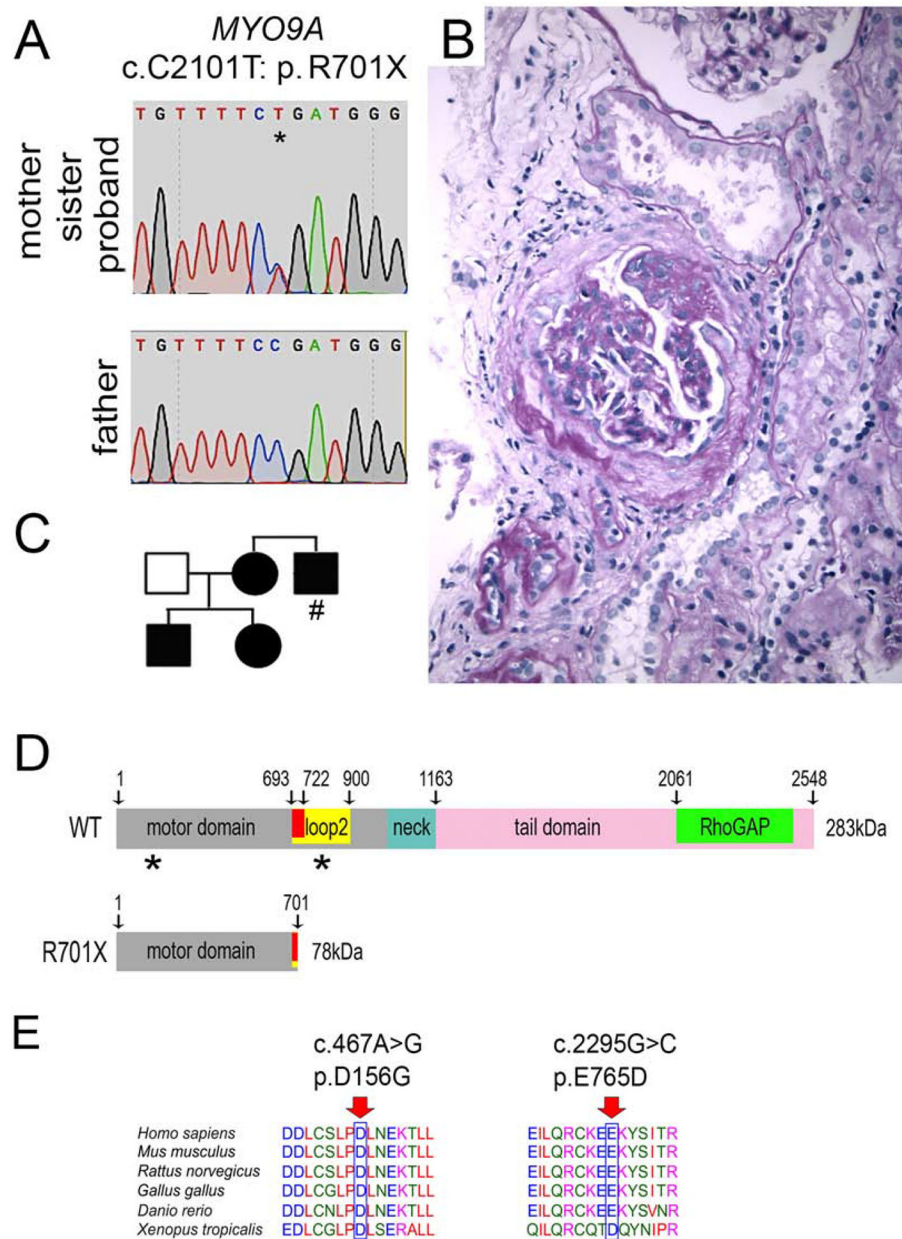 A
MYO9A
c.C2101T: p. R701X
mother
sister
proband
T G T T T T C T G A T G G G
*
father
T G T T T T C C G A T G G G
B
C
#
D
1 693 722 900 1163 2061 2548
WT motor domain loop2 neck tail domain RhoGAP 283kDa
* *
1 701
R701X motor domain 78kDa
E
c.467A>G c.2295G>C
p.D156G p.E765D
Homo sapiens DDLCSLPDLNEKTLL EILQRCKEEKYSITR
Mus musculus DDLCSLPDLNEKTLL EILQRCKEEKYSITR
Rattus norvegicus DDLCSLPDLNEKTLL EILQRCKEEKYSITR
Gallus gallus DDLCGLPDLNEKTLL EILQRCKEEKYSITR
Danio rerio DDLCNLPDLNEKTLL EILQRCKEEKYSVNR
Xenopus tropicalis EDLCGLPDLSERALL QILQRCQTDQYNIPR